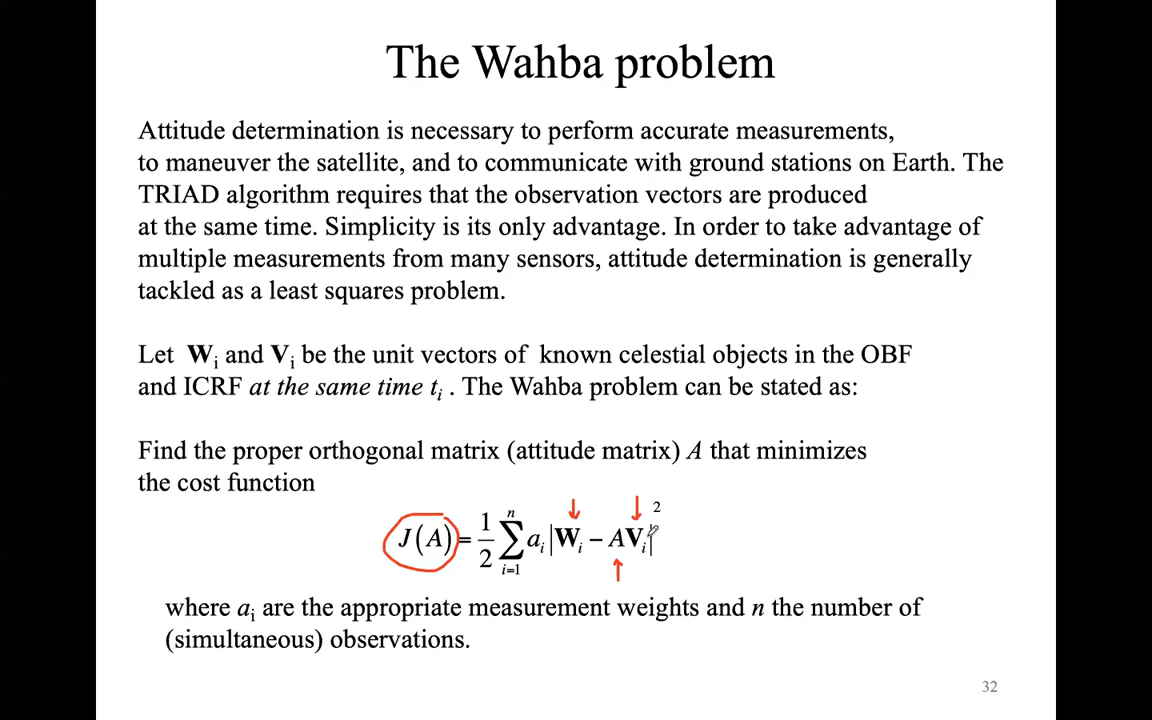 The Wahba problem
Attitude determination is necessary to perform accurate measurements,
to maneuver the satellite, and to communicate with ground stations on Earth. The
TRIAD algorithm requires that the observation vectors are produced
at the same time. Simplicity is its only advantage. In order to take advantage of
multiple measurements from many sensors, attitude determination is generally
tackled as a least squares problem.
Let W_i and V_i be the unit vectors of known celestial objects in the OBF
and ICRF at the same time t_i . The Wahba problem can be stated as:
Find the proper orthogonal matrix (attitude matrix) A that minimizes
the cost function
J(A) = 1/2 ∑_{i=1}^{n} a_i |W_i − AV_i|^2
where a_i are the appropriate measurement weights and n the number of
(simultaneous) observations.
32